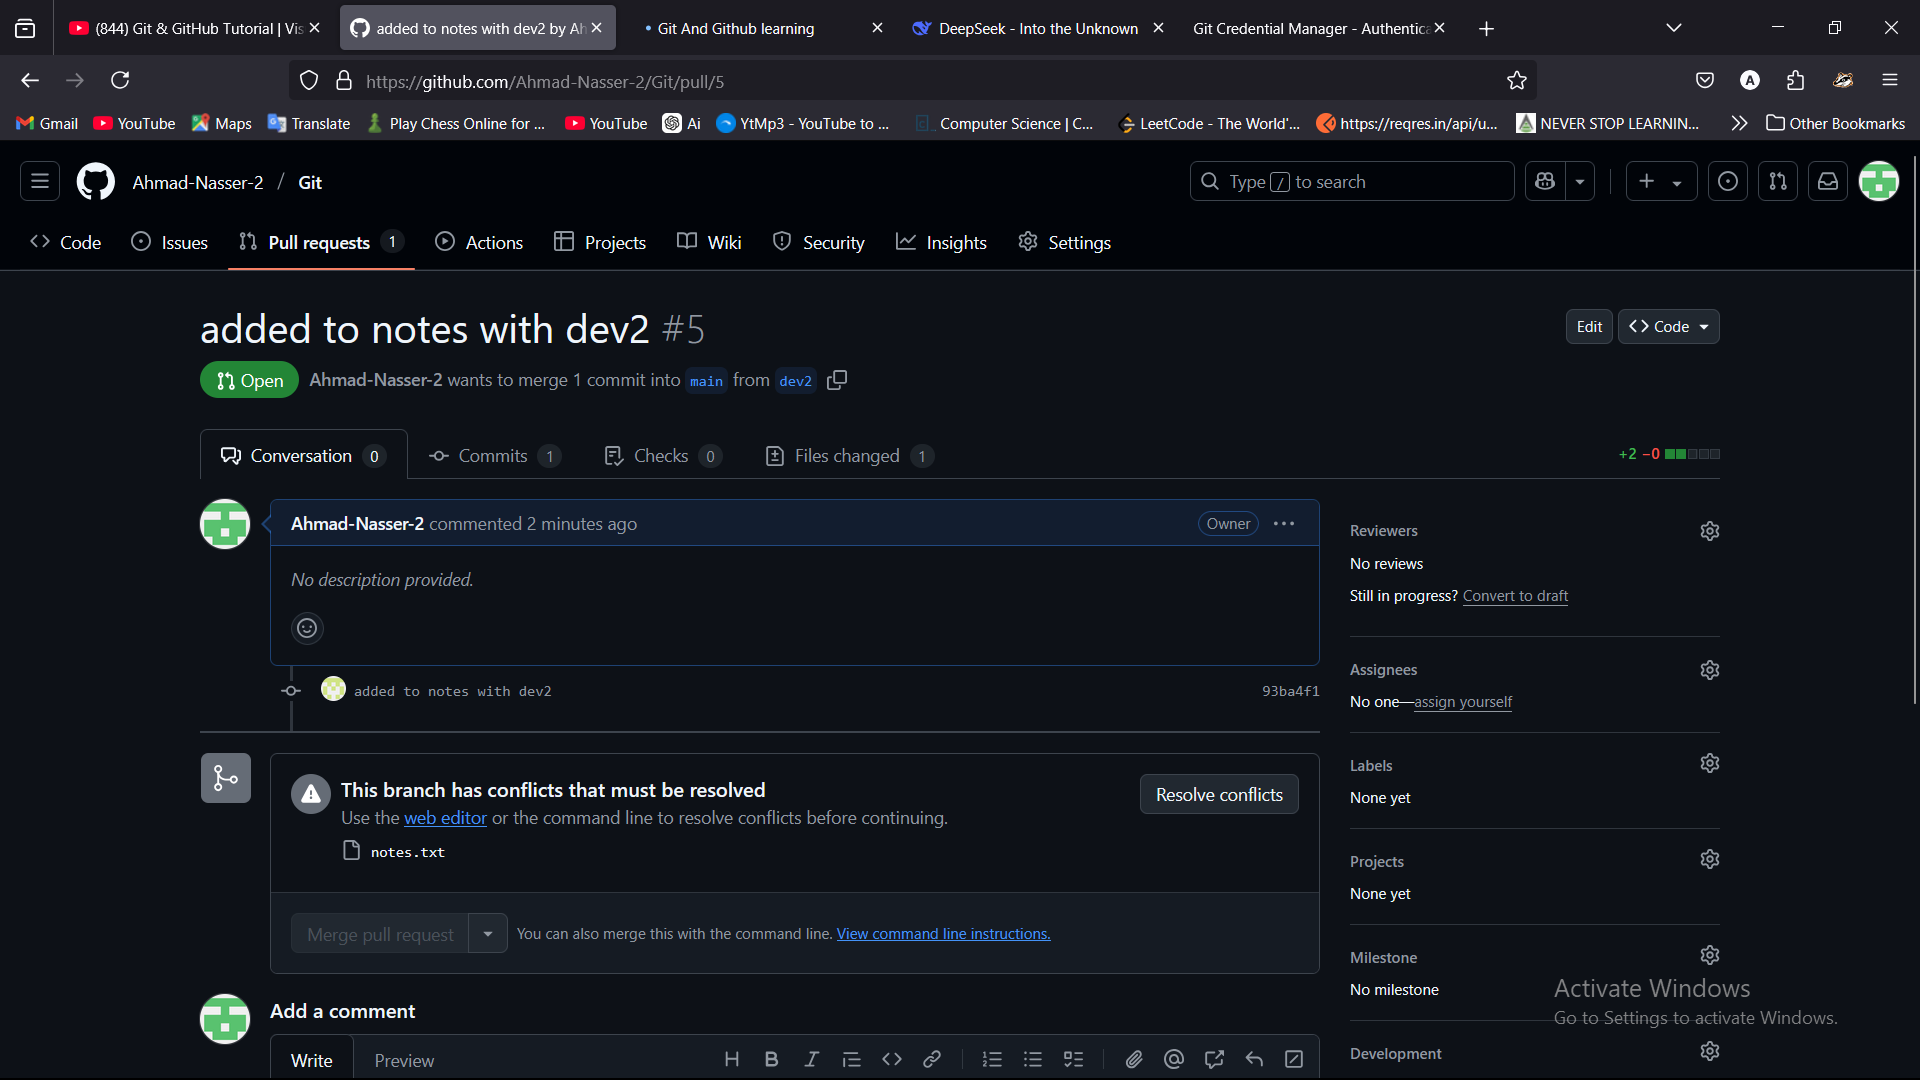 (844) Git & GitHub Tutorial | Vis
added to notes with dev2 by Ah
Git And Github learning
DeepSeek - Into the Unknown
Git Credential Manager - Authentica
https://github.com/Ahmad-Nasser-2/Git/pull/5
Gmail
YouTube
Maps
Translate
Play Chess Online for ...
YouTube
Ai
YtMp3 - YouTube to ...
Computer Science | C...
LeetCode - The World'...
https://reqres.in/api/u...
NEVER STOP LEARNIN...
Other Bookmarks
Ahmad-Nasser-2 / Git
Type / to search
Code
Issues
Pull requests 1
Actions
Projects
Wiki
Security
Insights
Settings
added to notes with dev2 #5
Edit
Code
Open
Ahmad-Nasser-2 wants to merge 1 commit into main from dev2
Conversation 0
Commits 1
Checks 0
Files changed 1
+2 −0
Ahmad-Nasser-2 commented 2 minutes ago
Owner
No description provided.
added to notes with dev2
93ba4f1
This branch has conflicts that must be resolved
Use the web editor or the command line to resolve conflicts before continuing.
notes.txt
Resolve conflicts
Merge pull request
You can also merge this with the command line. View command line instructions.
Add a comment
Write
Preview
Reviewers
No reviews
Still in progress? Convert to draft
Assignees
No one—assign yourself
Labels
None yet
Projects
None yet
Milestone
No milestone
Development
Activate Windows
Go to Settings to activate Windows.